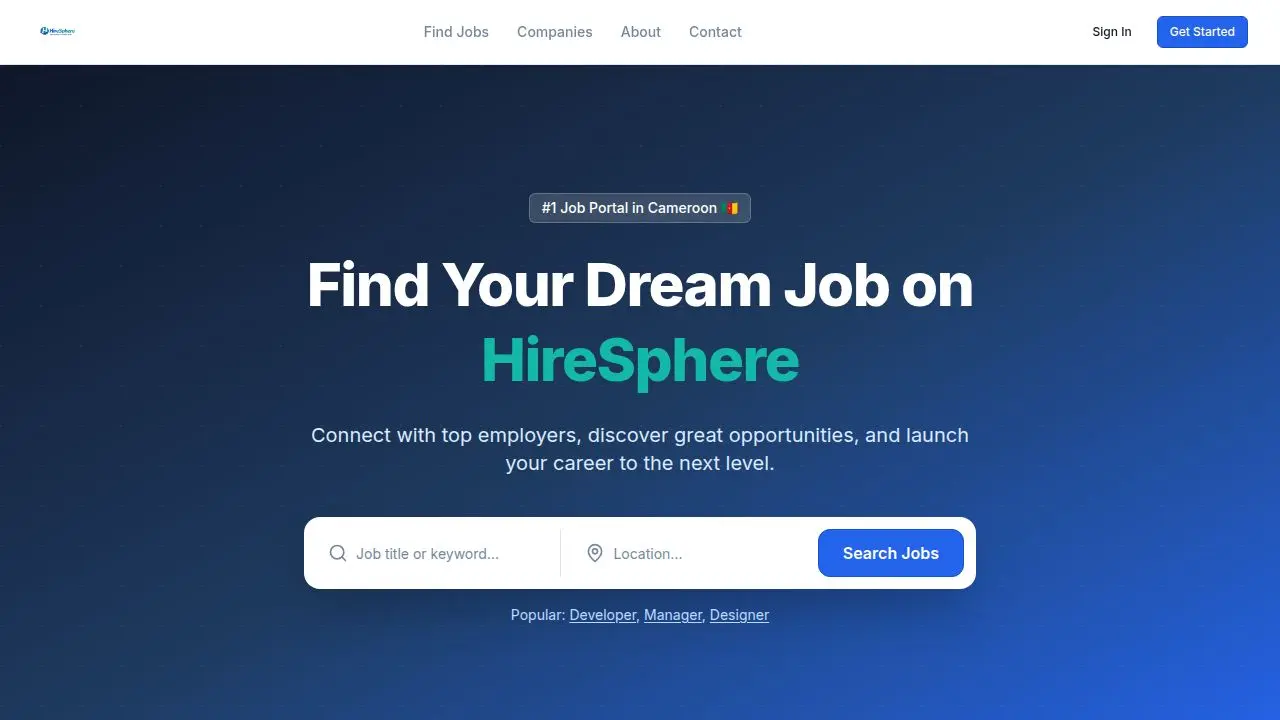 HireSphere
Find Jobs
Companies
About
Contact
Sign In
Get Started
#1 Job Portal in Cameroon 🇨🇲
Find Your Dream Job on
HireSphere
Connect with top employers, discover great opportunities, and launch
your career to the next level.
Job title or keyword...
Location...
Search Jobs
Popular: Developer, Manager, Designer